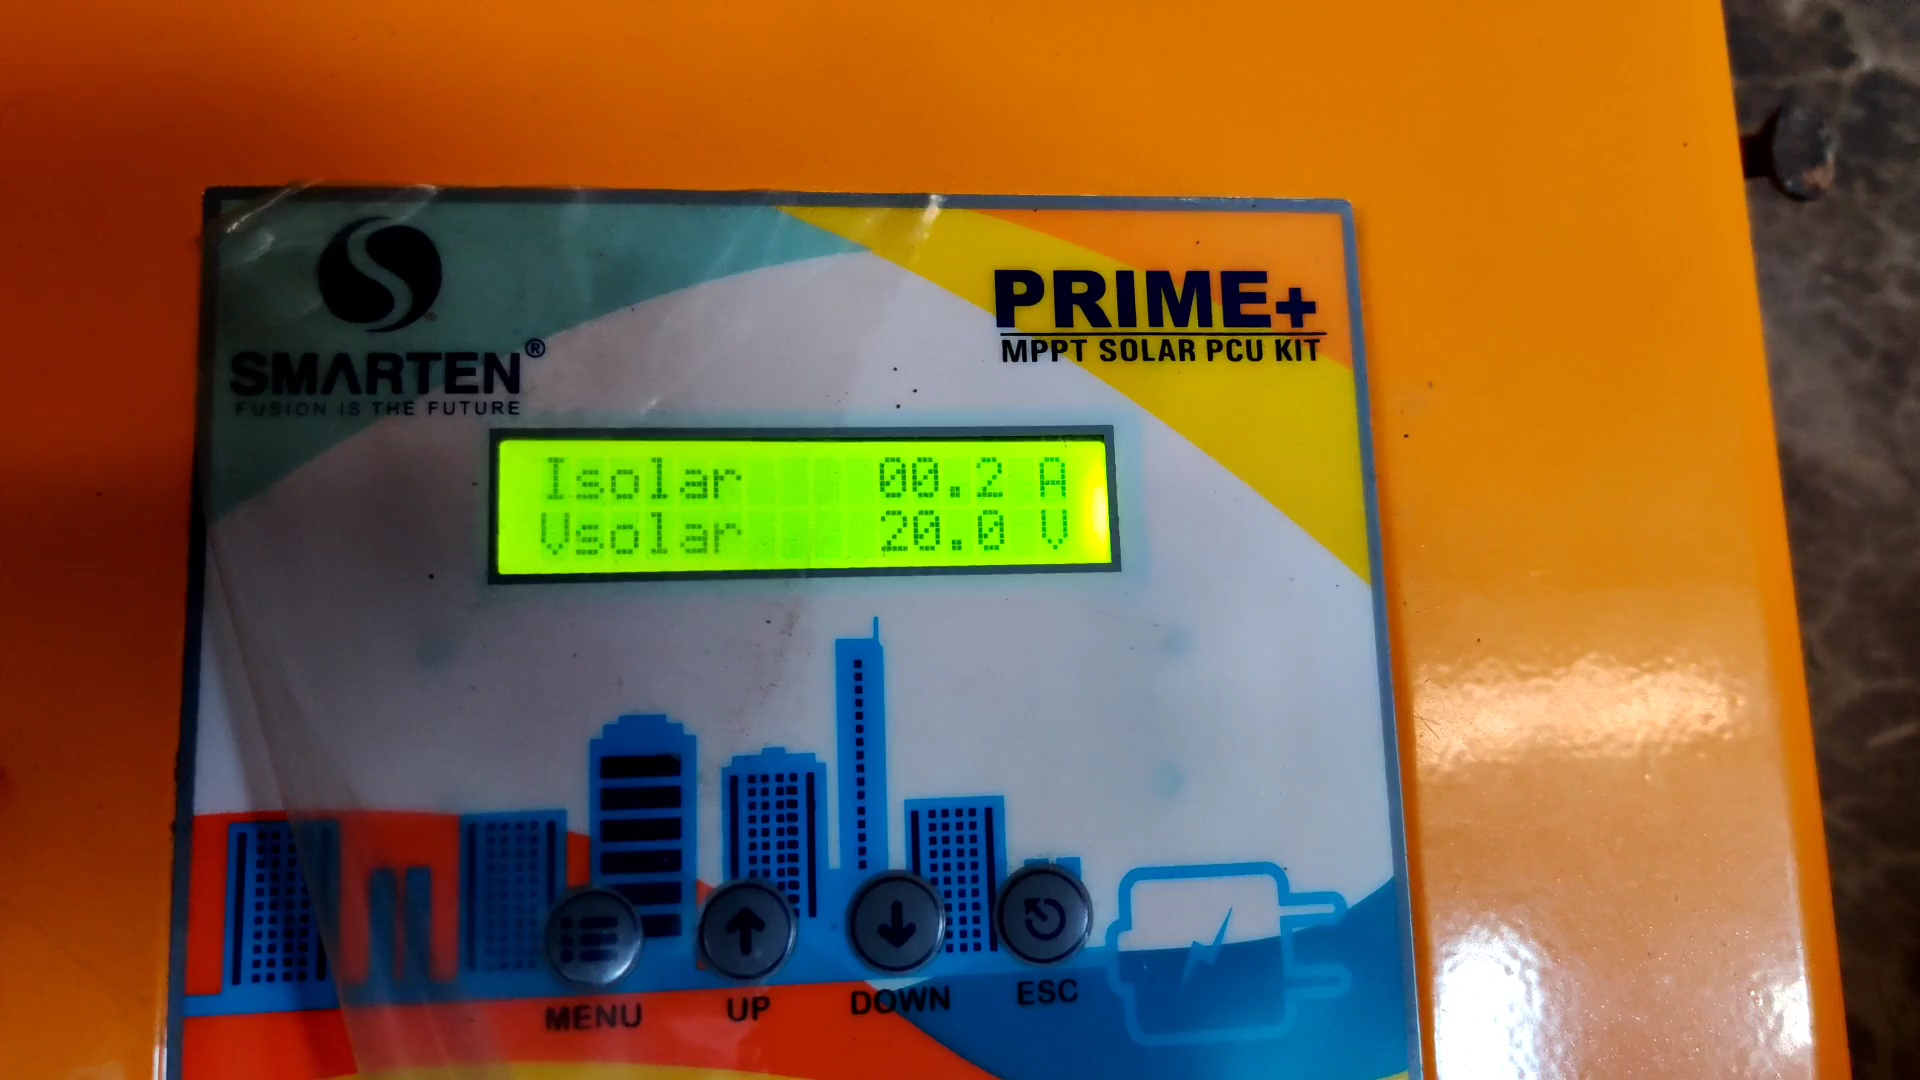 SMARTEN®
FUSION IS THE FUTURE
PRIME+
MPPT SOLAR PCU KIT
Isolar 00.2 A
Vsolar 20.0 V
MENU
UP
DOWN
ESC